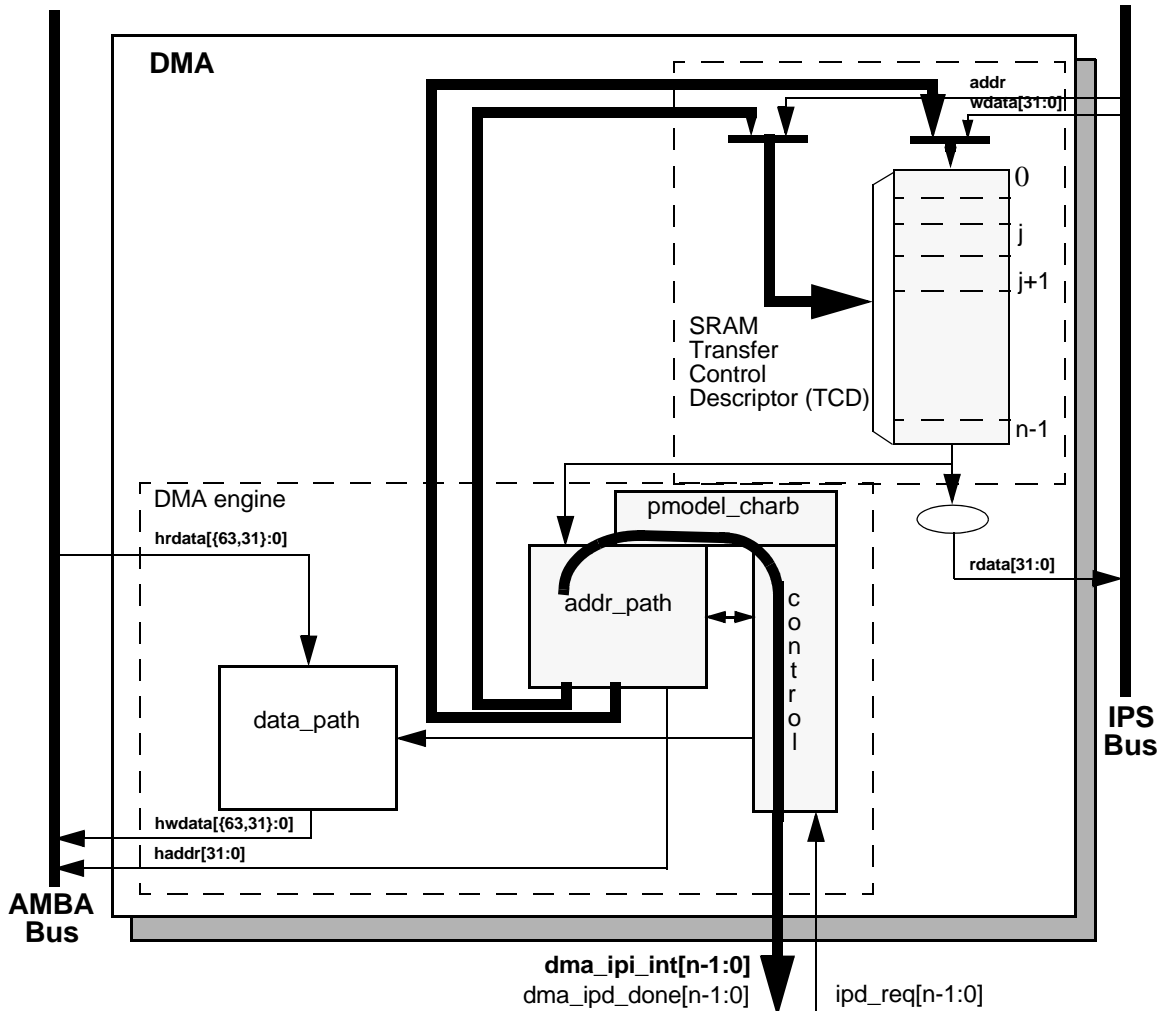 DMA
addr
wdata[31:0]
0
j
j+1
SRAM
Transfer
Control
Descriptor (TCD)
n-1
DMA engine
pmodel_charb
hrdata[{63,31}:0]
rdata[31:0]
addr_path
control
data_path
IPS
Bus
hwdata[{63,31}:0]
haddr[31:0]
AMBA
Bus
dma_ipi_int[n-1:0]
dma_ipd_done[n-1:0]
ipd_req[n-1:0]